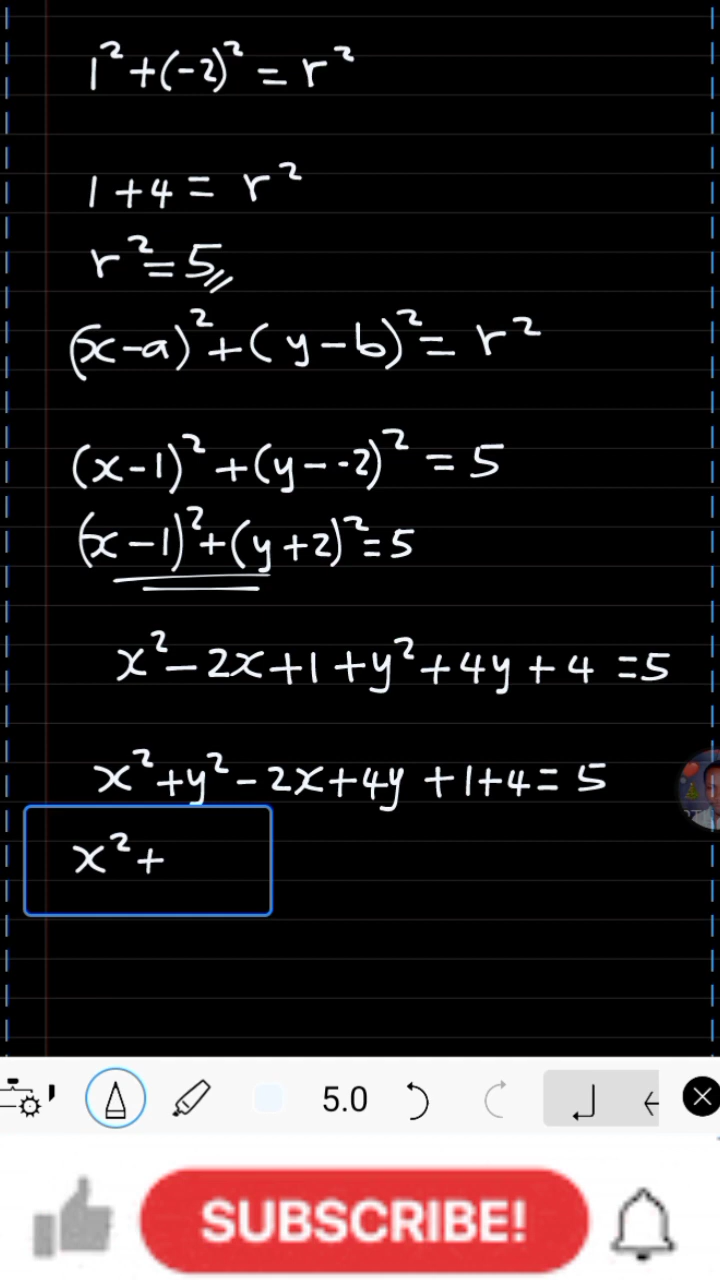 1²+(-2)² = r²
1+4 = r²
r² = 5
(x-a)²+(y-b)² = r²
(x-1)²+(y--2)² = 5
(x-1)²+(y+2)² = 5
x²-2x+1+y²+4y+4 = 5
x²+y²-2x+4y+1+4 = 5
x²+
5.0
SUBSCRIBE!